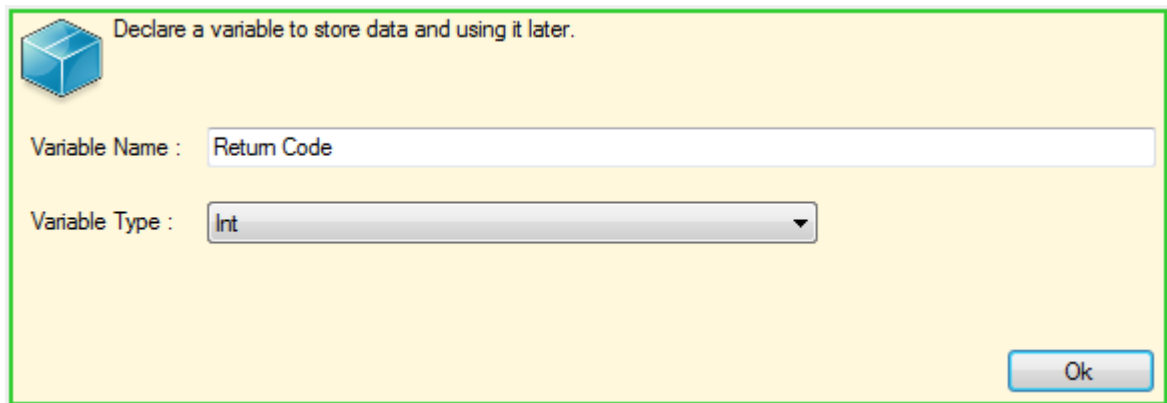 Declare a variable to store data and using it later.
Variable Name : Return Code
Variable Type : Int
Ok